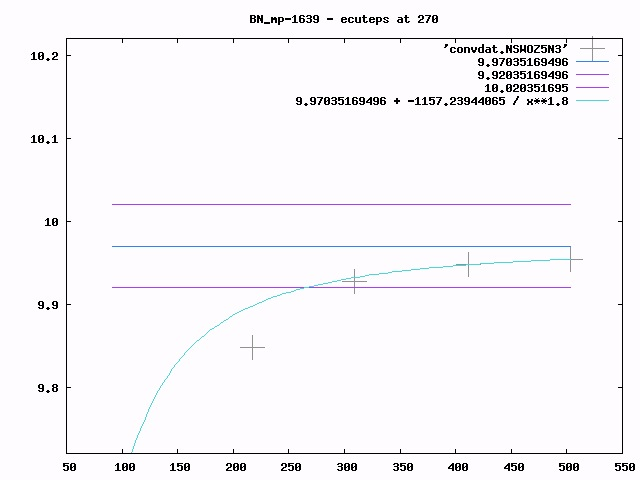 BN_mp-1639 - ecuteps at 270
'convdat.NSWOZ5N3'
9.97035169496
9.92035169496
10.020351695
9.97035169496 + -1157.23944065 / x**1.8
10.2
10.1
10
9.9
9.8
50 100 150 200 250 300 350 400 450 500 550